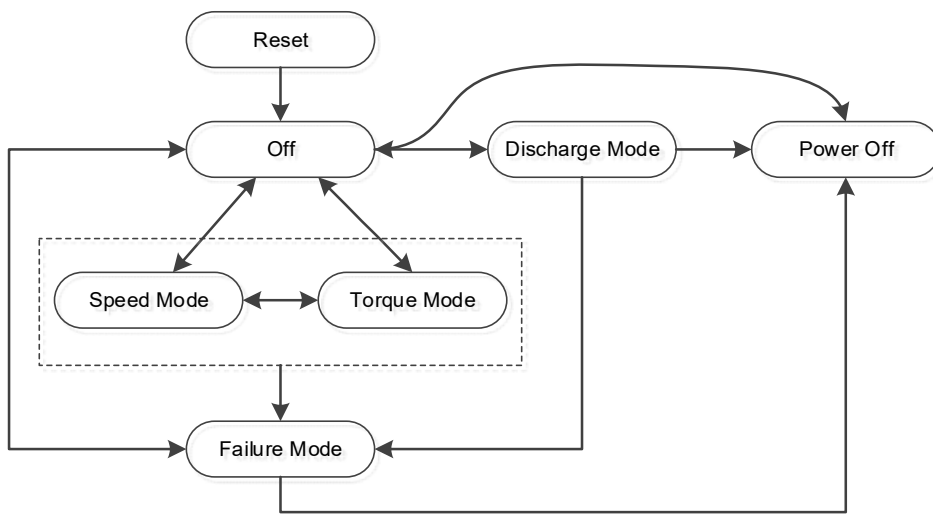 Reset
Off
Discharge Mode
Power Off
Speed Mode
Torque Mode
Failure Mode